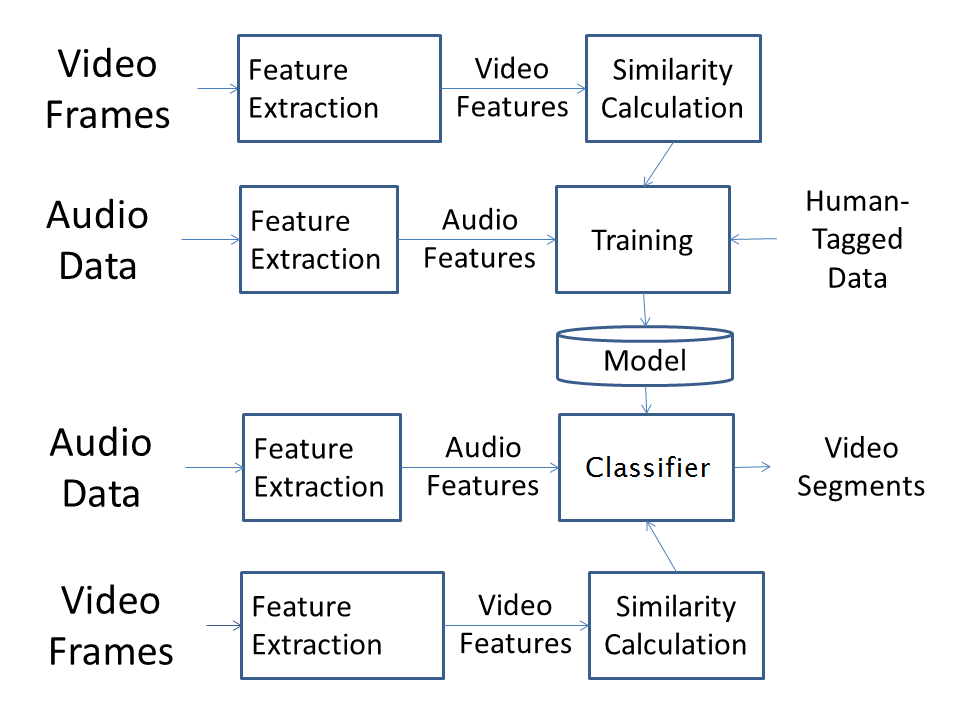 Video
Frames
Feature
Extraction
Video
Features
Similarity
Calculation
Audio
Data
Feature
Extraction
Audio
Features
Training
Human-
Tagged
Data
Model
Audio
Data
Feature
Extraction
Audio
Features
Classifier
Video
Segments
Video
Frames
Feature
Extraction
Video
Features
Similarity
Calculation